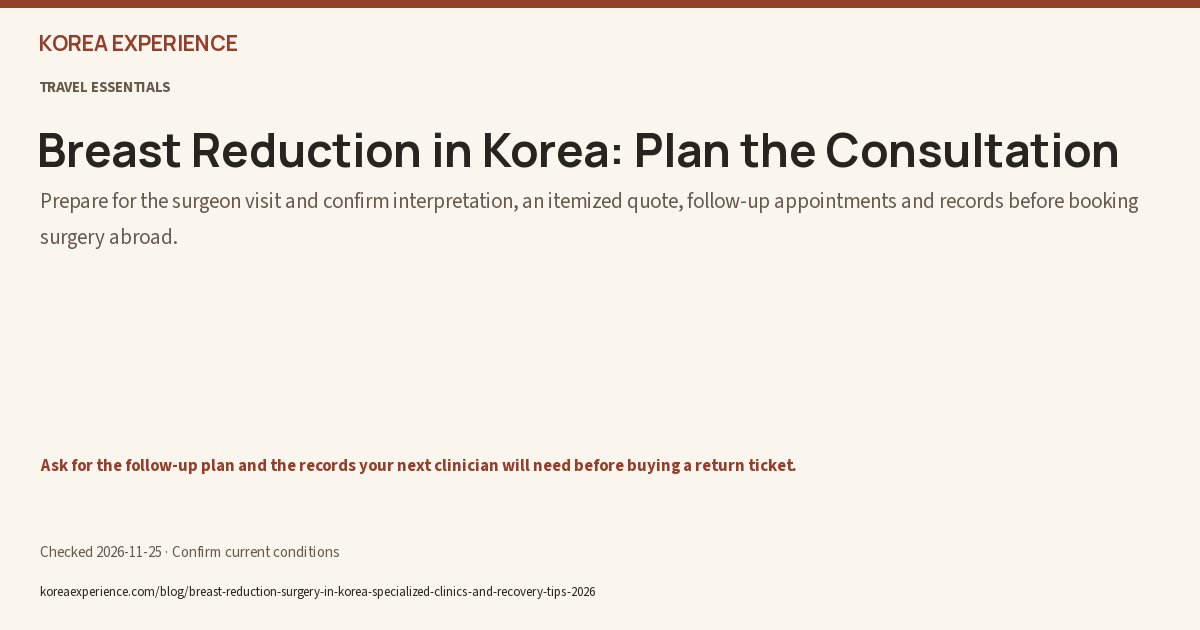 KOREA EXPERIENCE
TRAVEL ESSENTIALS
Breast Reduction in Korea: Plan the Consultation
Prepare for the surgeon visit and confirm interpretation, an itemized quote, follow-up appointments and records before booking
surgery abroad.
Ask for the follow-up plan and the records your next clinician will need before buying a return ticket.
Checked 2026-11-25 · Confirm current conditions
koreaexperience.com/blog/breast-reduction-surgery-in-korea-specialized-clinics-and-recovery-tips-2026